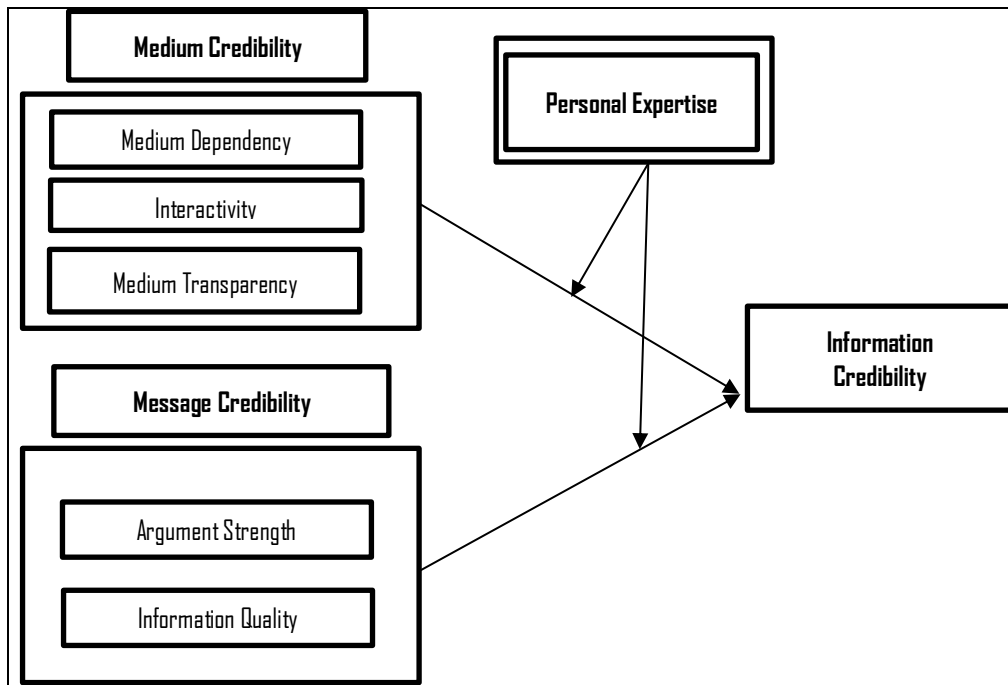 Medium Credibility
Medium Dependency
Interactivity
Medium Transparency
Personal Expertise
Message Credibility
Argument Strength
Information Quality
Information
Credibility